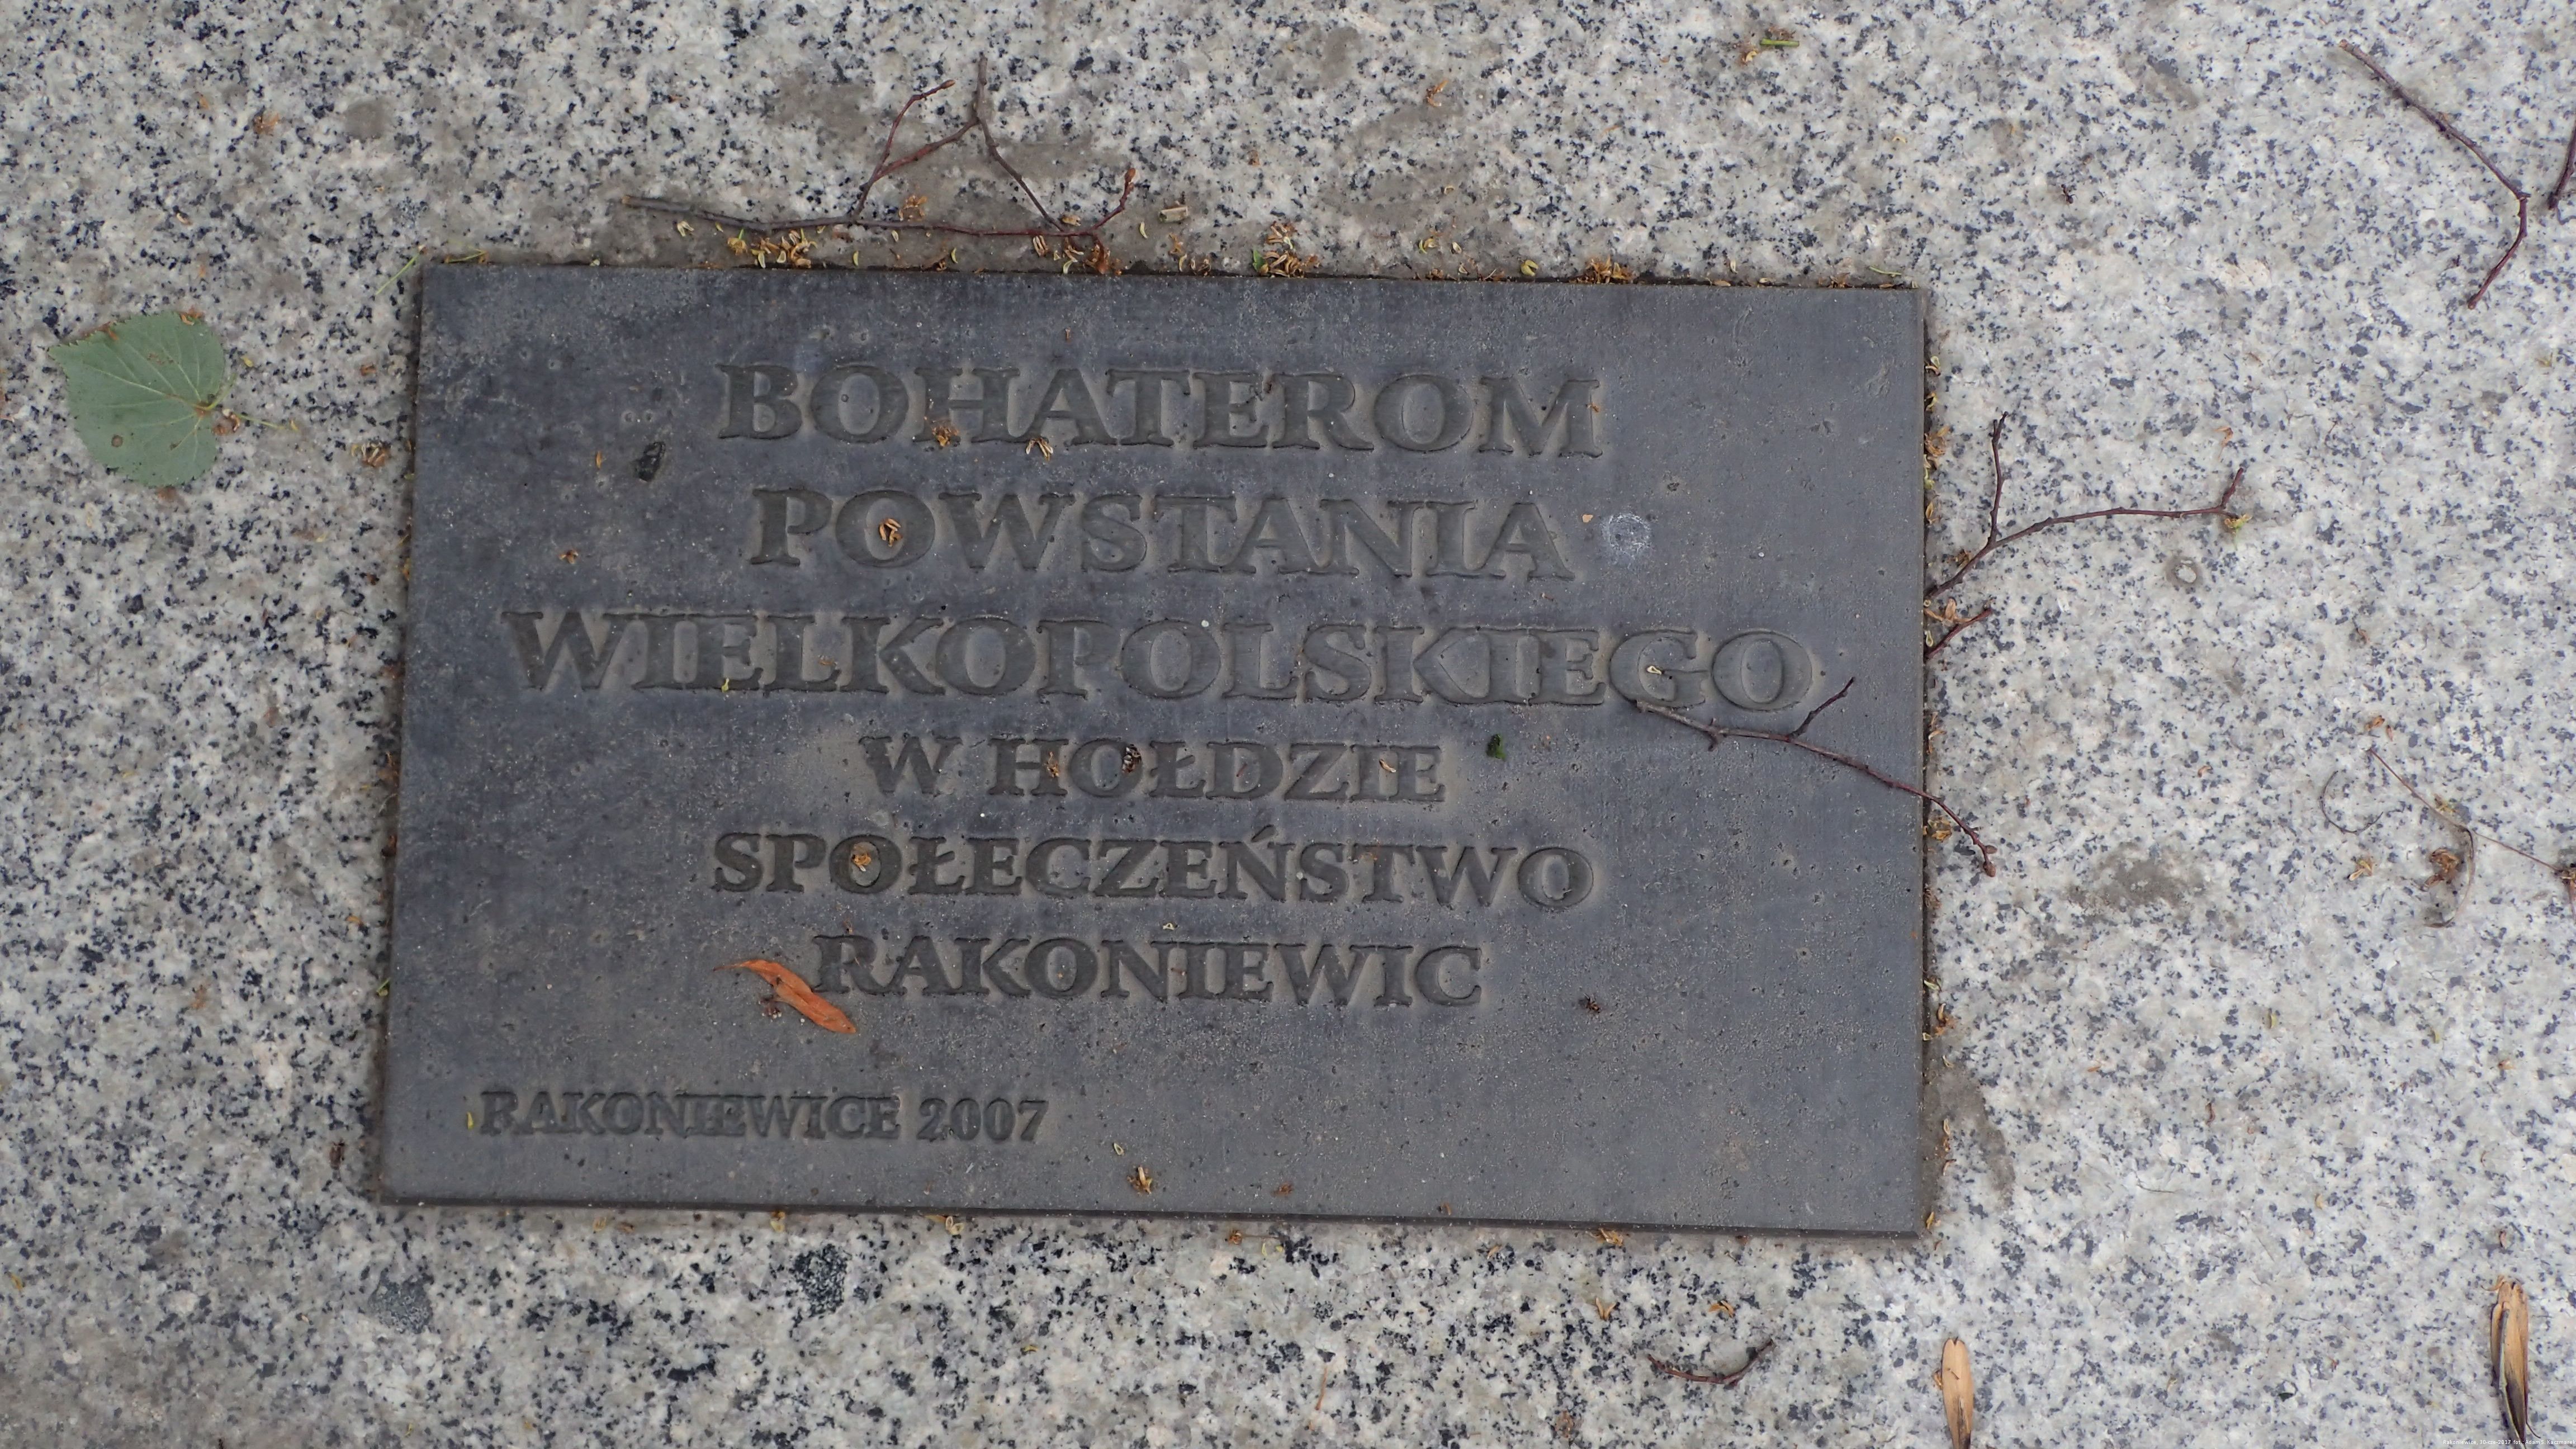 BOHATEROM
POWSTANIA
WIELKOPOLSKIEGO
W HOŁDZIE
SPOŁECZEŃSTWO
RAKONIEWIC
RAKONIEWICE 2007